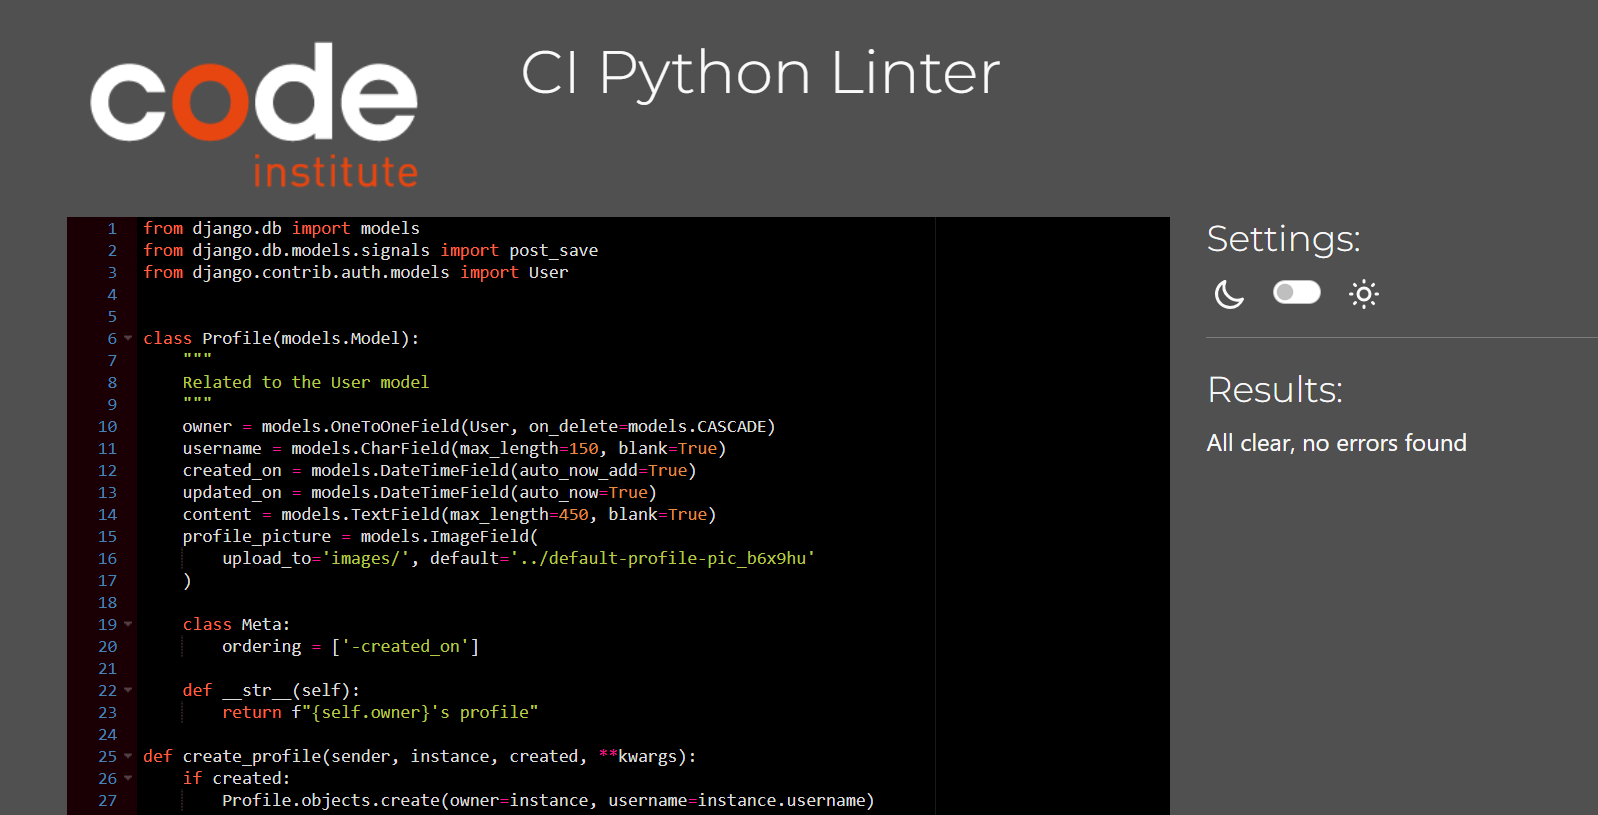 code
institute
CI Python Linter
1 from django.db import models
2 from django.db.models.signals import post_save
3 from django.contrib.auth.models import User
4
5
6 class Profile(models.Model):
7     """
8     Related to the User model
9     """
10     owner = models.OneToOneField(User, on_delete=models.CASCADE)
11     username = models.CharField(max_length=150, blank=True)
12     created_on = models.DateTimeField(auto_now_add=True)
13     updated_on = models.DateTimeField(auto_now=True)
14     content = models.TextField(max_length=450, blank=True)
15     profile_picture = models.ImageField(
16         upload_to='images/', default='../default-profile-pic_b6x9hu'
17     )
18
19     class Meta:
20         ordering = ['-created_on']
21
22     def __str__(self):
23         return f"{self.owner}'s profile"
24
25 def create_profile(sender, instance, created, **kwargs):
26     if created:
27         Profile.objects.create(owner=instance, username=instance.username)
Settings:
Results:
All clear, no errors found